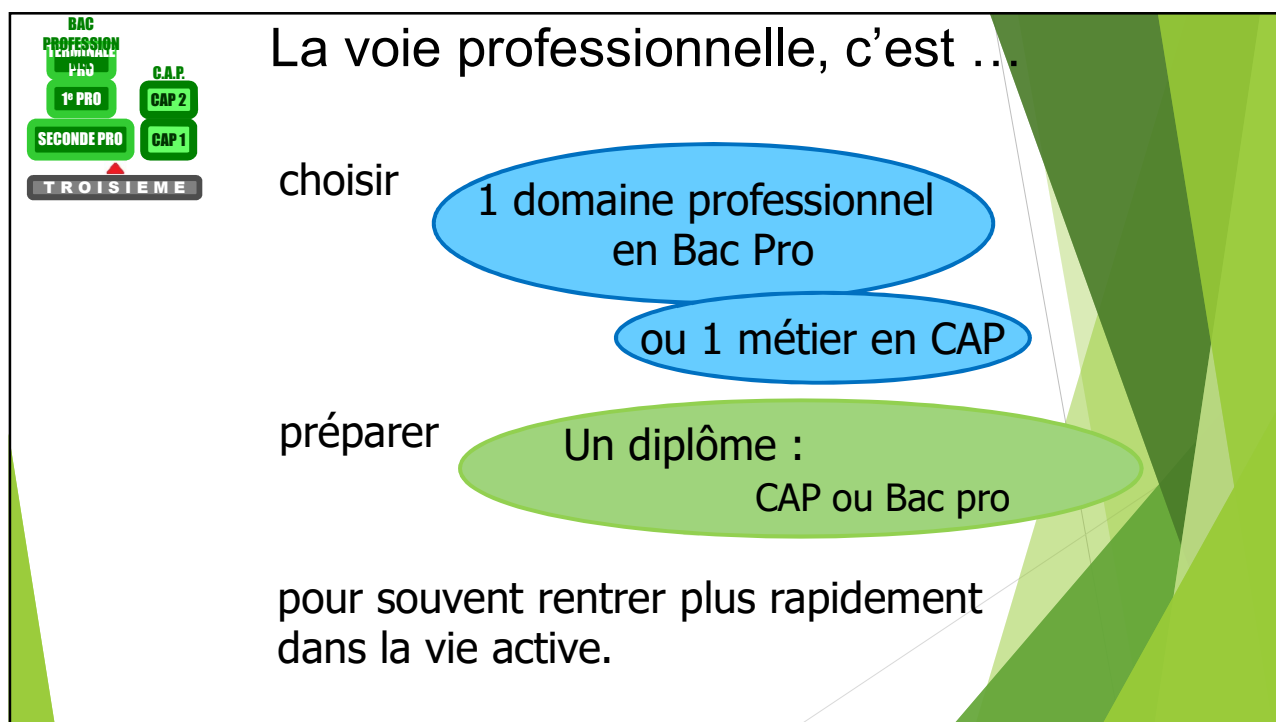 BAC
PROFESSION
TERMINALE
PRO
C.A.P.
1e PRO
CAP 2
SECONDE PRO
CAP 1
TROISIEME
La voie professionnelle, c’est …
choisir
1 domaine professionnel
en Bac Pro
ou 1 métier en CAP
préparer
Un diplôme :
CAP ou Bac pro
pour souvent rentrer plus rapidement
dans la vie active.